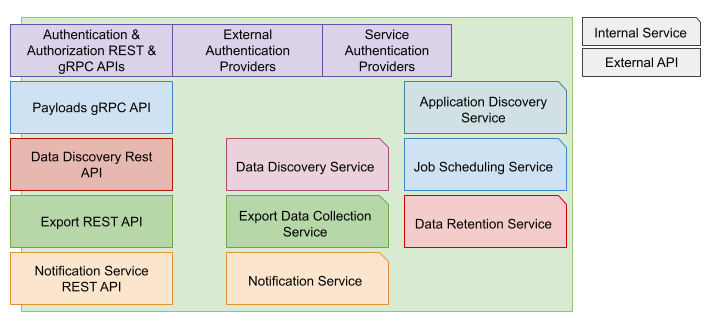 Authentication &
Authorization REST &
gRPC APIs
External
Authentication
Providers
Service
Authentication
Providers
Internal Service
External API
Payloads gRPC API
Application Discovery
Service
Data Discovery Rest
API
Data Discovery Service
Job Scheduling Service
Export REST API
Export Data Collection
Service
Data Retention Service
Notification Service
REST API
Notification Service